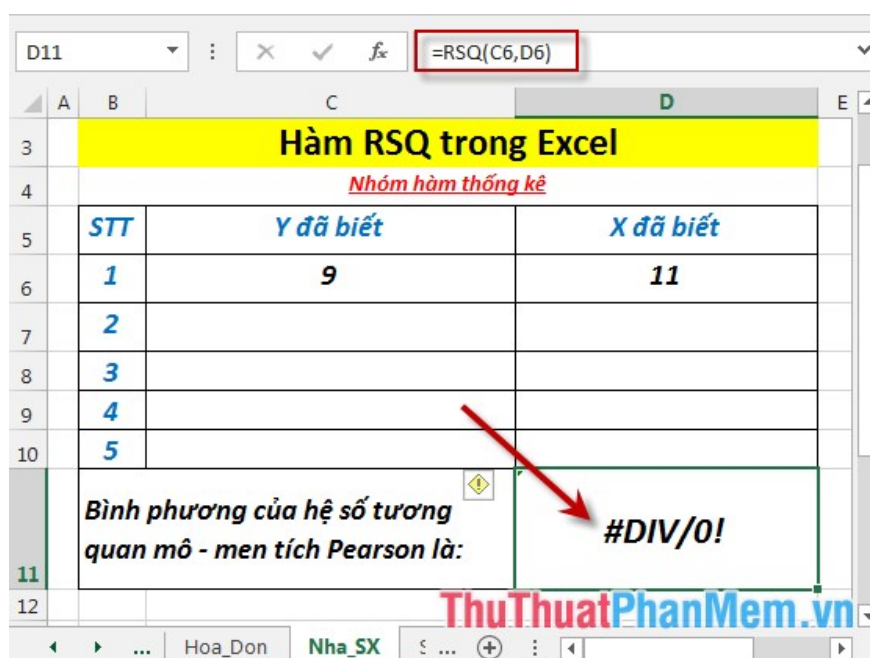 D11 fx =RSQ(C6,D6)
A B C D E
3 Hàm RSQ trong Excel
4 Nhóm hàm thống kê
5 STT Y đã biết X đã biết
6 1 9 11
7 2
8 3
9 4
10 5
Bình phương của hệ số tương
quan mô - men tích Pearson là:
#DIV/0!
11
12
ThuThuatPhanMem.vn
... Hoa_Don Nha_SX S ...